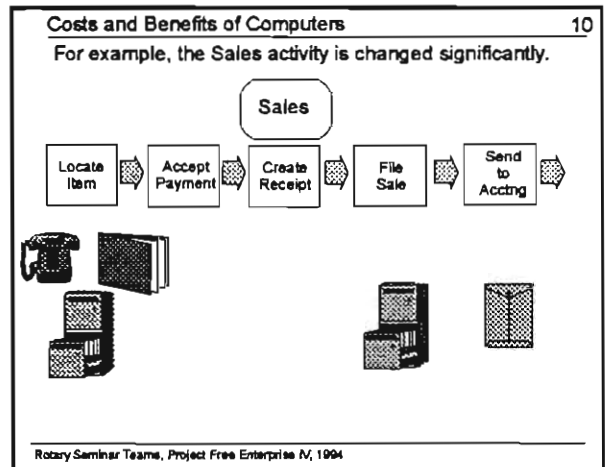 Costs and Benefits of Computers 10
For example, the Sales activity is changed significantly.
Sales
Locate Item
Accept Payment
Create Receipt
File Sale
Send to Acctng
Rotary Seminar Teams, Project Free Enterprise IV, 1994